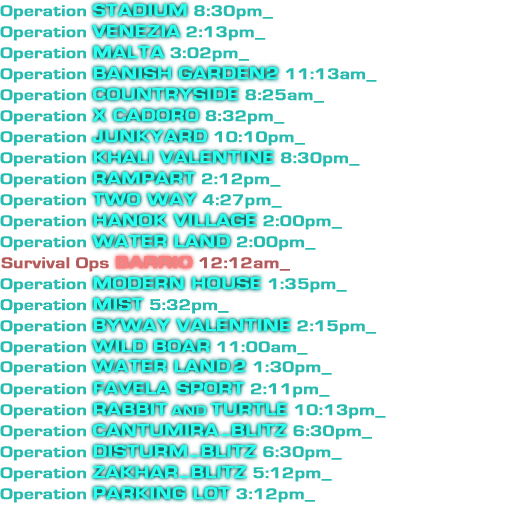 Operation STADIUM 8:30pm_
Operation VENEZIA 2:13pm_
Operation MALTA 3:02pm_
Operation BANISH GARDEN2 11:13am_
Operation COUNTRYSIDE 8:25am_
Operation X CADORO 8:32pm_
Operation JUNKYARD 10:10pm_
Operation KHALI VALENTINE 8:30pm_
Operation RAMPART 2:12pm_
Operation TWO WAY 4:27pm_
Operation HANOK VILLAGE 2:00pm_
Operation WATER LAND 2:00pm_
Survival Ops BARRIO 12:12am_
Operation MODERN HOUSE 1:35pm_
Operation MIST 5:32pm_
Operation BYWAY VALENTINE 2:15pm_
Operation WILD BOAR 11:00am_
Operation WATER LAND2 1:30pm_
Operation FAVELA SPORT 2:11pm_
Operation RABBIT AND TURTLE 10:13pm_
Operation CANTUMIRA_BLITZ 6:30pm_
Operation DISTURM_BLITZ 6:30pm_
Operation ZAKHAR_BLITZ 5:12pm_
Operation PARKING LOT 3:12pm_